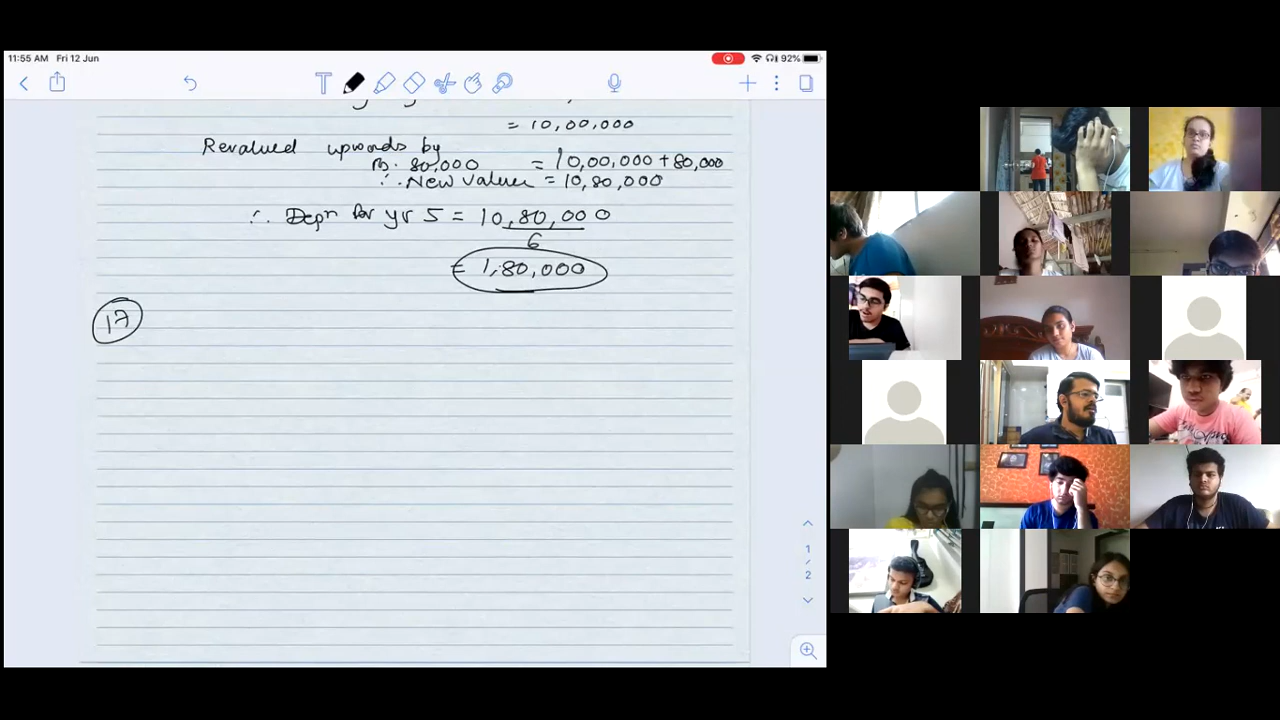 11:55 AM Fri 12 Jun
92%
T
= 10,00,000
Revalued upwards by
Rs. 80,000 = 10,00,000 + 80,000
∴ New value = 10,80,000
∴ Depn for yr 5 = 10,80,000
6
= 1,80,000
17
1
2